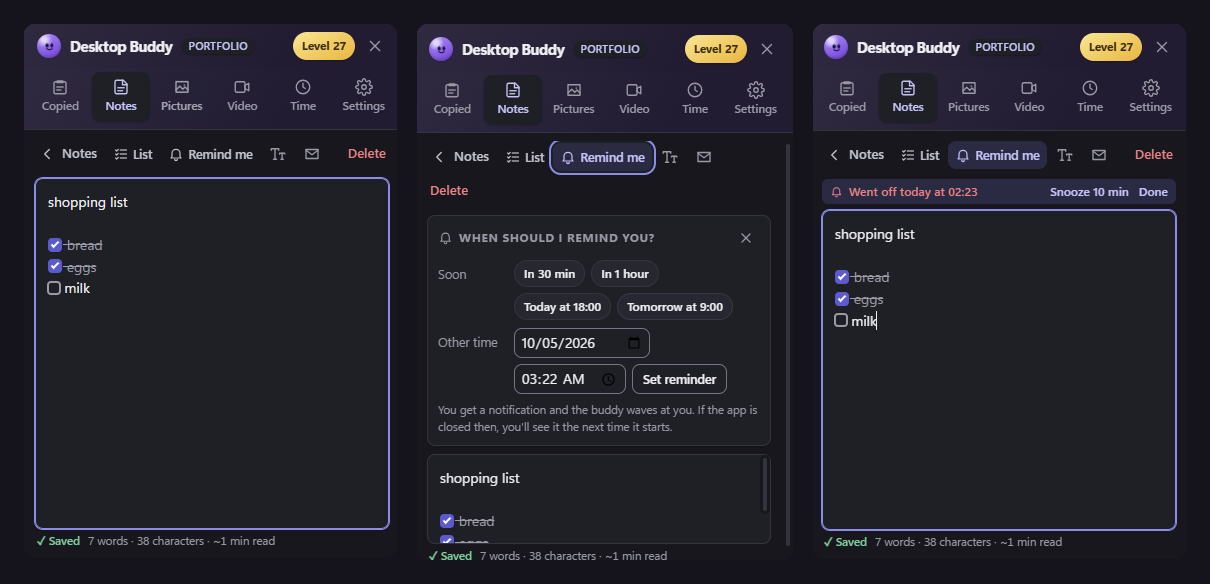 Desktop Buddy PORTFOLIO Level 27
Copied Notes Pictures Video Time Settings
Notes List Remind me Tт Delete
shopping list
bread
eggs
milk
✓ Saved 7 words · 38 characters · ~1 min read
Desktop Buddy PORTFOLIO Level 27
Copied Notes Pictures Video Time Settings
Notes List Remind me Tт
Delete
WHEN SHOULD I REMIND YOU?
Soon In 30 min In 1 hour
Today at 18:00 Tomorrow at 9:00
Other time 10/05/2026
03:22 AM Set reminder
You get a notification and the buddy waves at you. If the app is
closed then, you'll see it the next time it starts.
shopping list
bread
eggs
✓ Saved 7 words · 38 characters · ~1 min read
Desktop Buddy PORTFOLIO Level 27
Copied Notes Pictures Video Time Settings
Notes List Remind me Tт Delete
Went off today at 02:23 Snooze 10 min Done
shopping list
bread
eggs
milk
✓ Saved 7 words · 38 characters · ~1 min read